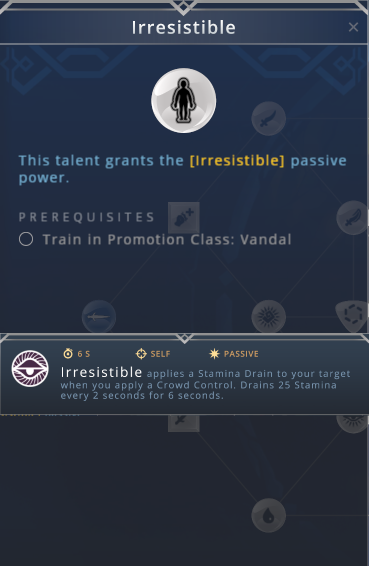 Irresistible
This talent grants the [Irresistible] passive
power.
PREREQUISITES
Train in Promotion Class: Vandal
6 S SELF PASSIVE
Irresistible applies a Stamina Drain to your target
when you apply a Crowd Control. Drains 25 Stamina
every 2 seconds for 6 seconds.